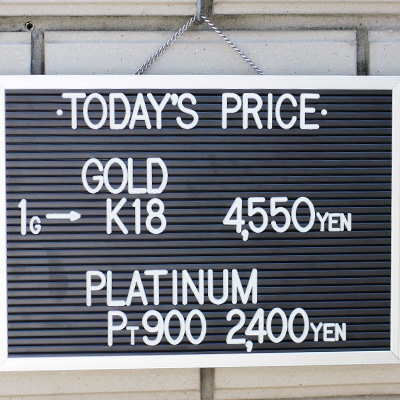 ·TODAY'S PRICE·
GOLD
1G→ K18 4,550YEN
PLATINUM
PT900 2,400YEN